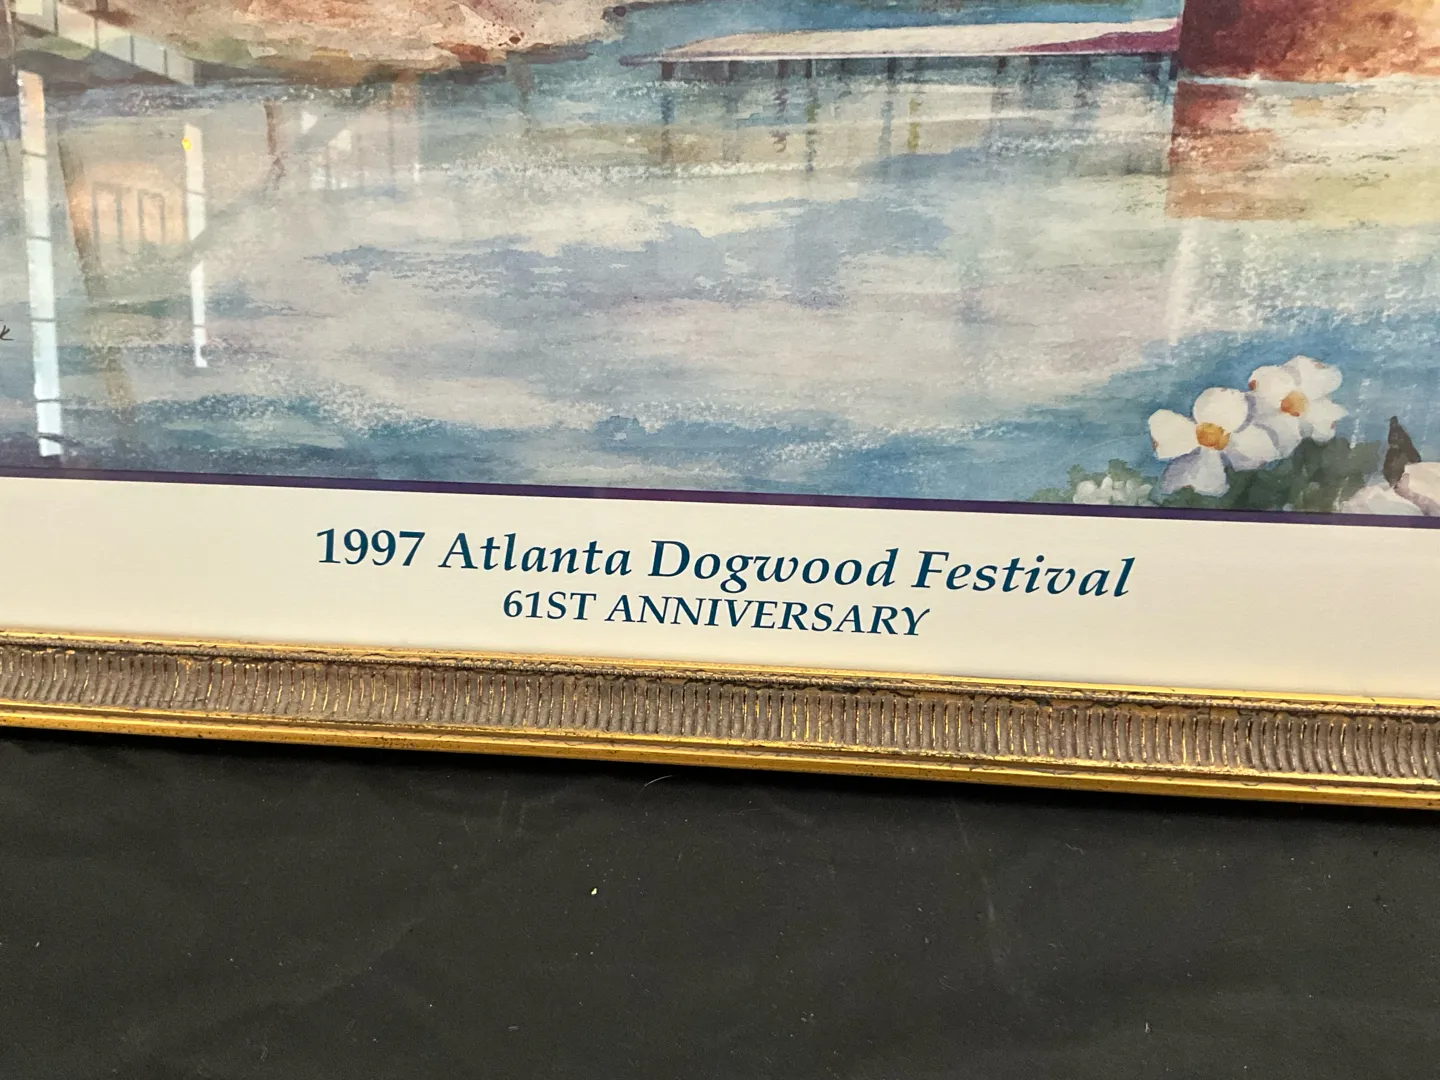 1997 Atlanta Dogwood Festival
61ST ANNIVERSARY